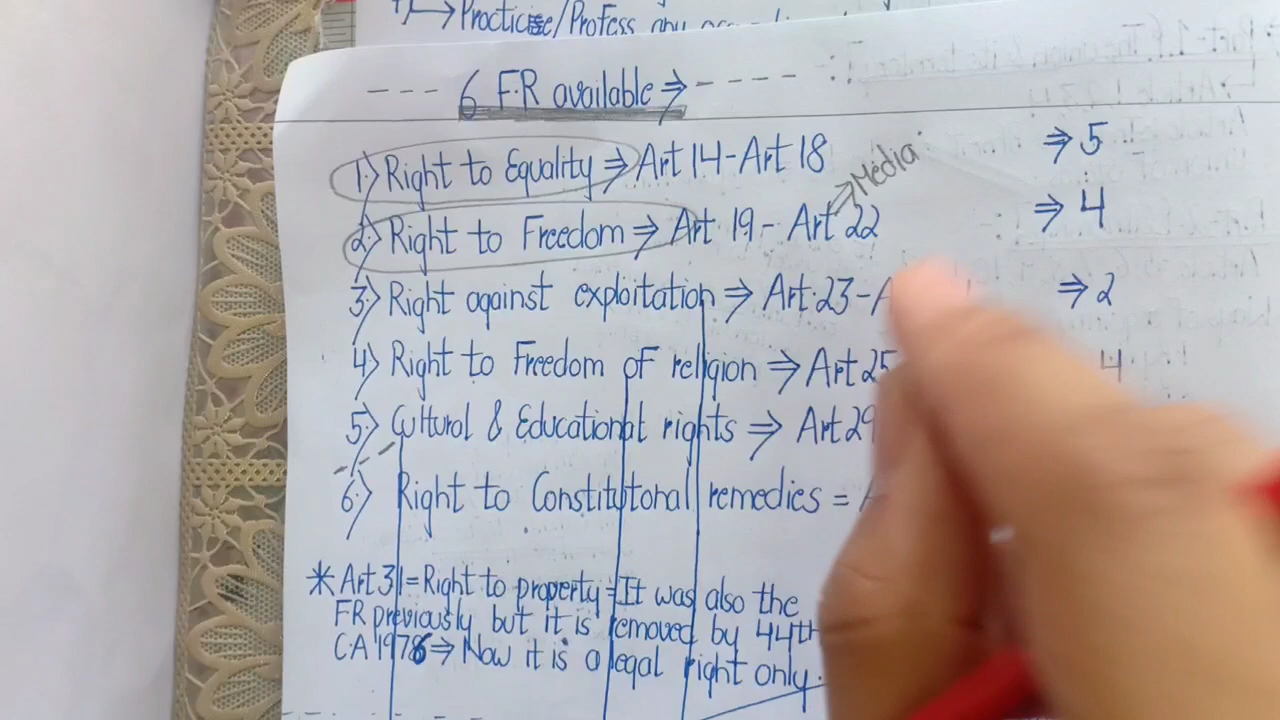 Practice/Profess any
6 F.R available ⇒
1) Right to Equality ⇒ Art 14 - Art 18 ⇒ 5
Media
2) Right to Freedom ⇒ Art 19 - Art 22 ⇒ 4
3) Right against exploitation ⇒ Art. 23 - A ⇒ 2
4) Right to Freedom of religion ⇒ Art 25 4
5) Cultural & Educational rights ⇒ Art 29
6) Right to Constitutonal remedies =
* Art 31 = Right to property = It was also the
FR previously but it is removed by 44th
C.A 1978 ⇒ Now it is a legal right only.